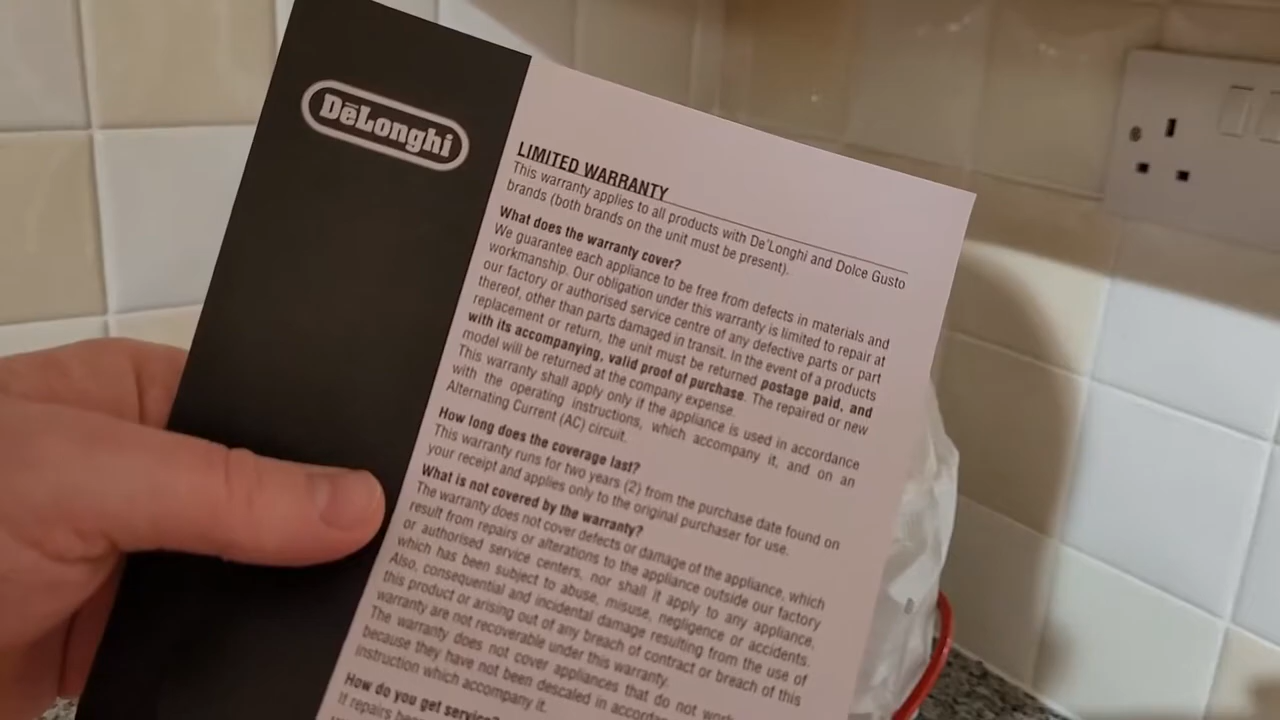 DēLonghi
LIMITED WARRANTY
This warranty applies to all products with De'Longhi and Dolce Gusto
brands (both brands on the unit must be present).
What does the warranty cover?
We guarantee each appliance to be free from defects in materials and
workmanship. Our obligation under this warranty is limited to repair at
our factory or authorised service centre of any defective parts or part
thereof, other than parts damaged in transit. In the event of a products
replacement or return, the unit must be returned postage paid, and
with its accompanying, valid proof of purchase. The repaired or new
model will be returned at the company expense.
This warranty shall apply only if the appliance is used in accordance
with the operating instructions, which accompany it, and on an
Alternating Current (AC) circuit.
How long does the coverage last?
This warranty runs for two years (2) from the purchase date found on
your receipt and applies only to the original purchaser for use.
What is not covered by the warranty?
The warranty does not cover defects or damage of the appliance, which
result from repairs or alterations to the appliance outside our factory
or authorised service centers, nor shall it apply to any appliance,
which has been subject to abuse, misuse, negligence or accidents.
Also, consequential and incidental damage resulting from the use of
this product or arising out of any breach of contract or breach of this
warranty are not recoverable under this warranty.
The warranty does not cover appliances that do not work
because they have not been descaled in
instruction which accompany it.
How do you get service?
If repairs